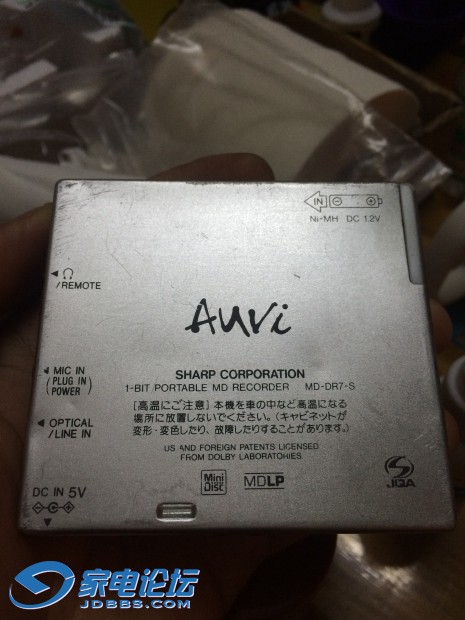 IN
Ni-MH DC 1.2V
/REMOTE
Auvi
MIC IN
(PLUG IN
POWER)
OPTICAL
/LINE IN
SHARP CORPORATION
1-BIT PORTABLE MD RECORDER MD-DR7-S
[高温にご注意]本機を車の中など高温になる
場所に放置しないでください。(キャビネットが
変形・変色したり、故障したりすることがあります。)
US AND FOREIGN PATENTS LICENSED
FROM DOLBY LABORATORIES.
Mini
Disc
MDLP
JQA
DC IN 5V
家电论坛
JDBBS.COM